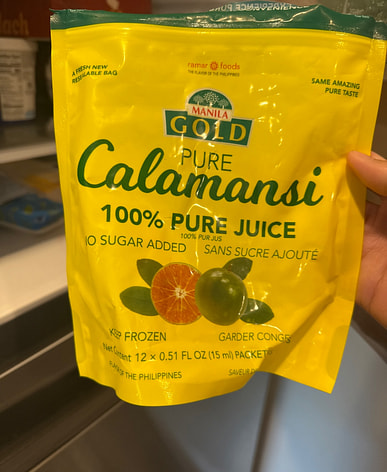 ramar foods
THE FLAVOR OF THE PHILIPPINES
A FRESH NEW
RESEALABLE BAG
SAME AMAZING
PURE TASTE
MANILA
GOLD
PURE
Calamansi
100% PURE JUICE
100% PUR JUS
NO SUGAR ADDED SANS SUCRE AJOUTÉ
KEEP FROZEN GARDER CONGE
Net Content 12 x 0.51 FL OZ (15 ml) PACKETS
OF THE PHILIPPINES SAVEUR